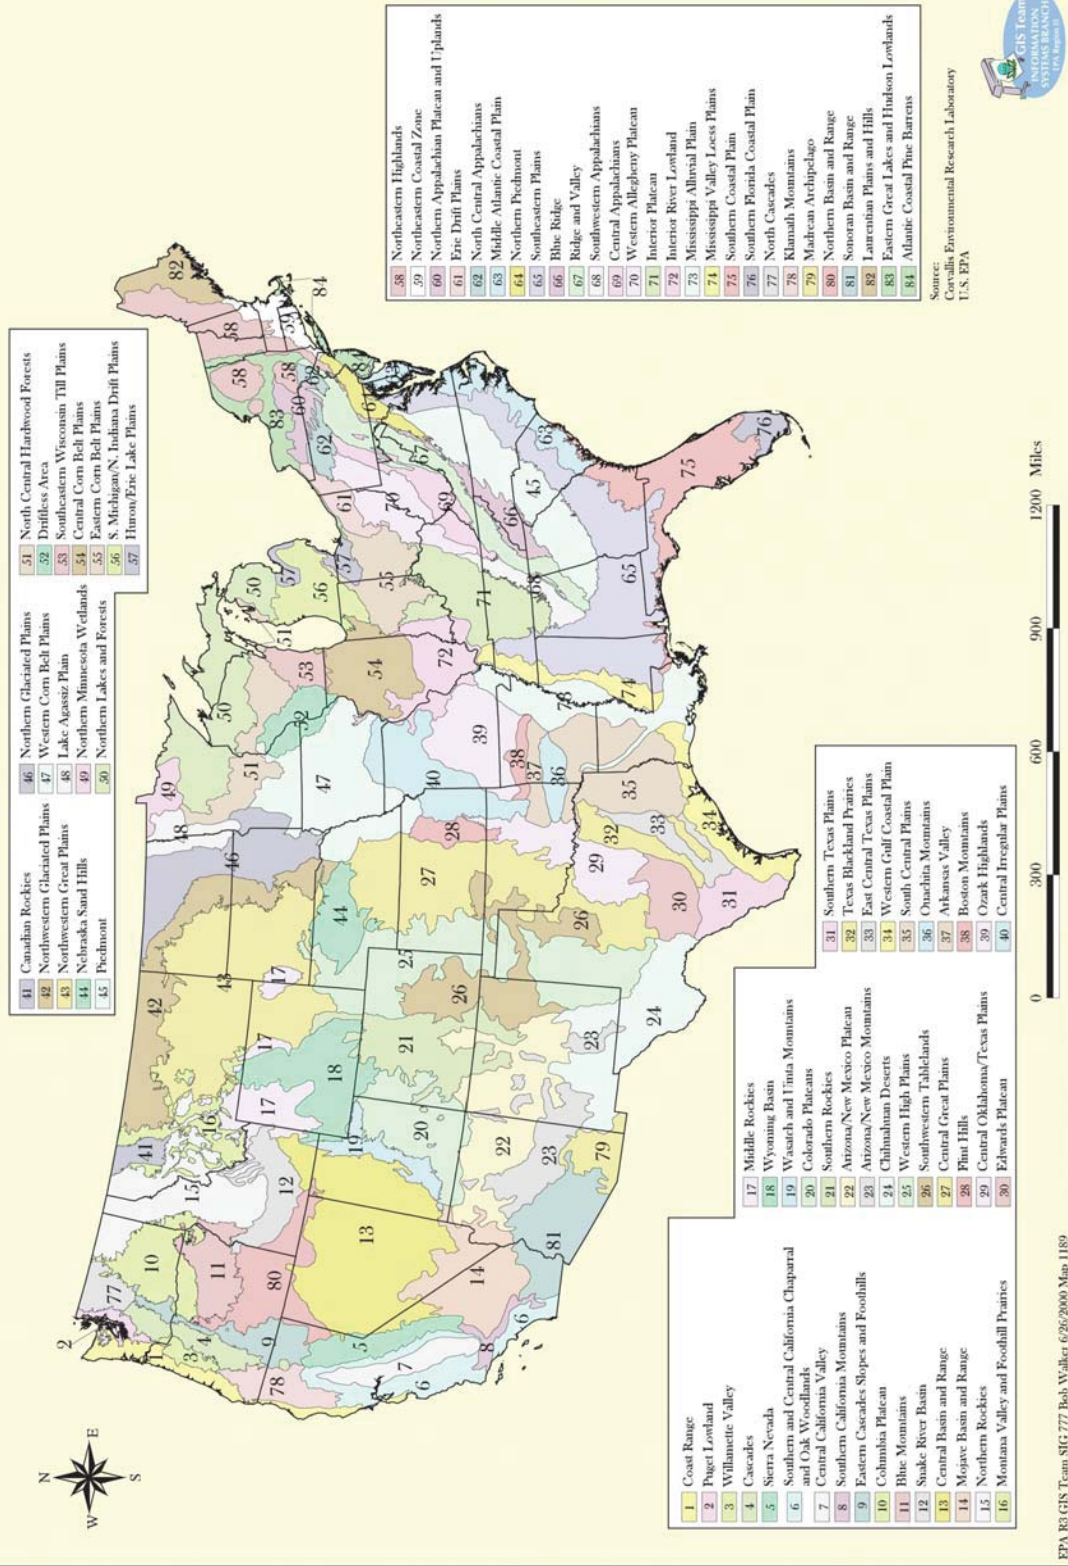 N
W
E
S
41 Canadian Rockies
42 Northwestern Glaciated Plains
43 Northwestern Great Plains
44 Nebraska Sand Hills
45 Piedmont
46 Northern Glaciated Plains
47 Western Corn Belt Plains
48 Lake Agassiz Plain
49 Northern Minnesota Wetlands
50 Northern Lakes and Forests
51 North Central Hardwood Forests
52 Driftless Area
53 Southeastern Wisconsin Till Plains
54 Central Corn Belt Plains
55 Eastern Corn Belt Plains
56 S. Michigan/N. Indiana Drift Plains
57 Huron/Erie Lake Plains
58 Northeastern Highlands
59 Northeastern Coastal Zone
60 Northern Appalachian Plateau and Uplands
61 Erie Drift Plains
62 North Central Appalachians
63 Middle Atlantic Coastal Plain
64 Northern Piedmont
65 Southeastern Plains
66 Blue Ridge
67 Ridge and Valley
68 Southwestern Appalachians
69 Central Appalachians
70 Western Allegheny Plateau
71 Interior Plateau
72 Interior River Lowland
73 Mississippi Alluvial Plain
74 Mississippi Valley Loess Plains
75 Southern Coastal Plain
76 Southern Florida Coastal Plain
77 North Cascades
78 Klamath Mountains
79 Madrean Archipelago
80 Northern Basin and Range
81 Sonoran Basin and Range
82 Laurentian Plains and Hills
83 Eastern Great Lakes and Hudson Lowlands
84 Atlantic Coastal Pine Barrens
1 Coast Range
2 Puget Lowland
3 Willamette Valley
4 Cascades
5 Sierra Nevada
6 Southern and Central California Chaparral
and Oak Woodlands
7 Central California Valley
8 Southern California Mountains
9 Eastern Cascades Slopes and Foothills
10 Columbia Plateau
11 Blue Mountains
12 Snake River Basin
13 Central Basin and Range
14 Mojave Basin and Range
15 Northern Rockies
16 Montana Valley and Foothill Prairies
17 Middle Rockies
18 Wyoming Basin
19 Wasatch and Uinta Mountains
20 Colorado Plateaus
21 Southern Rockies
22 Arizona/New Mexico Plateau
23 Arizona/New Mexico Mountains
24 Chihuahuan Deserts
25 Western High Plains
26 Southwestern Tablelands
27 Central Great Plains
28 Flint Hills
29 Central Oklahoma/Texas Plains
30 Edwards Plateau
31 Southern Texas Plains
32 Texas Blackland Prairies
33 East Central Texas Plains
34 Western Gulf Coastal Plain
35 South Central Plains
36 Ouachita Mountains
37 Arkansas Valley
38 Boston Mountains
39 Ozark Highlands
40 Central Irregular Plains
0 300 600 900 1200 Miles
Source:
Corvallis Environmental Research Laboratory
U.S. EPA
GIS Team
INFORMATION
SYSTEMS BRANCH
EPA R3 GIS Team SIG 777 Bob Walker 6/26/2000 Map 1189